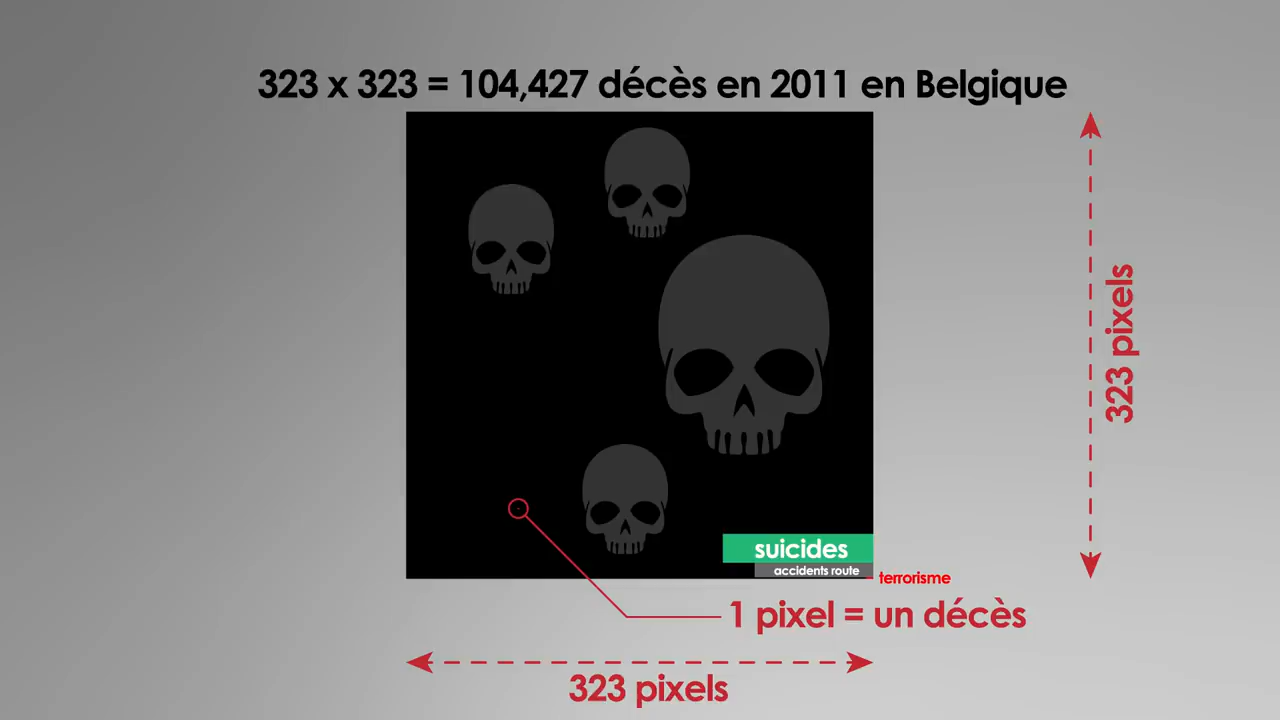 323 x 323 = 104,427 décès en 2011 en Belgique
323 pixels
suicides
accidents route
terrorisme
1 pixel = un décès
323 pixels